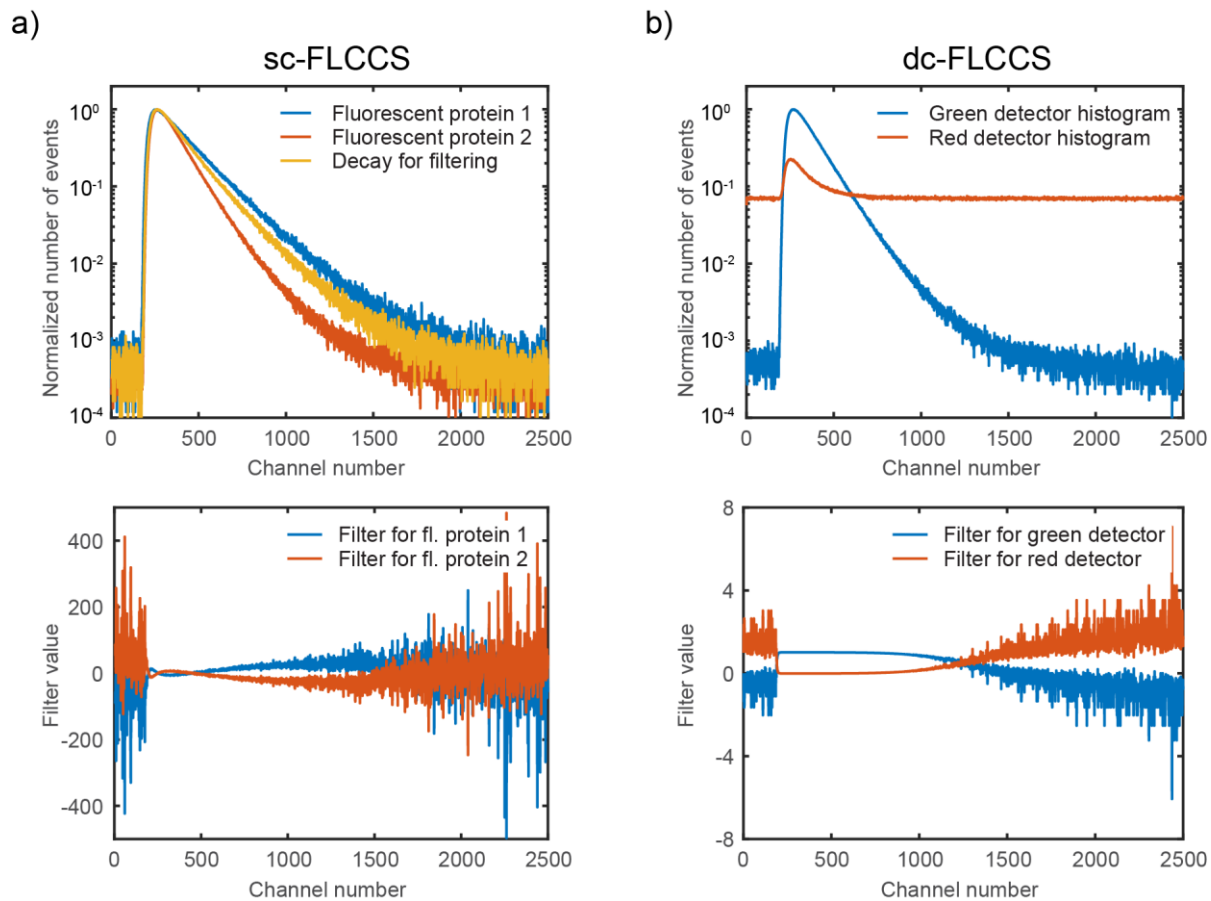 a)
sc-FLCCS
Normalized number of events
10⁰
10⁻¹
10⁻²
10⁻³
10⁻⁴
Fluorescent protein 1
Fluorescent protein 2
Decay for filtering
0 500 1000 1500 2000 2500
Channel number
Filter value
400
200
0
-200
-400
Filter for fl. protein 1
Filter for fl. protein 2
0 500 1000 1500 2000 2500
Channel number
b)
dc-FLCCS
Normalized number of events
10⁰
10⁻¹
10⁻²
10⁻³
10⁻⁴
Green detector histogram
Red detector histogram
0 500 1000 1500 2000 2500
Channel number
Filter value
8
4
0
-4
-8
Filter for green detector
Filter for red detector
0 500 1000 1500 2000 2500
Channel number